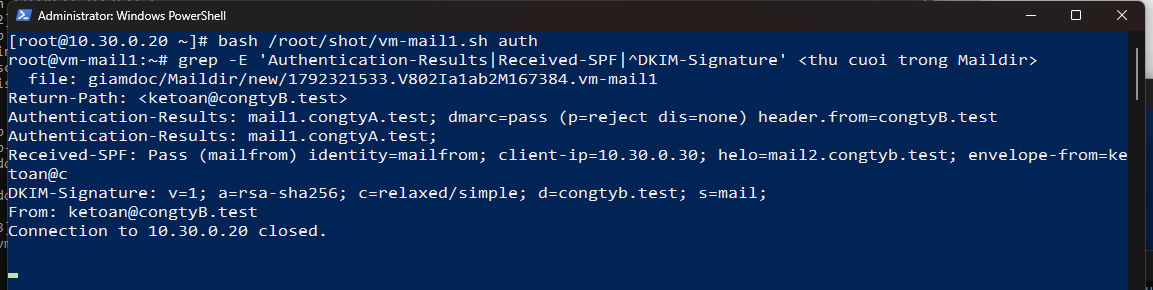 Administrator: Windows PowerShell
[root@10.30.0.20 ~]# bash /root/shot/vm-mail1.sh auth
root@vm-mail1:~# grep -E 'Authentication-Results|Received-SPF|^DKIM-Signature' <thu cuoi trong Maildir>
  file: giamdoc/Maildir/new/1792321533.V802Ia1ab2M167384.vm-mail1
Return-Path: <ketoan@congtyB.test>
Authentication-Results: mail1.congtyA.test; dmarc=pass (p=reject dis=none) header.from=congtyB.test
Authentication-Results: mail1.congtyA.test;
Received-SPF: Pass (mailfrom) identity=mailfrom; client-ip=10.30.0.30; helo=mail2.congtyb.test; envelope-from=ke
toan@c
DKIM-Signature: v=1; a=rsa-sha256; c=relaxed/simple; d=congtyb.test; s=mail;
From: ketoan@congtyB.test
Connection to 10.30.0.20 closed.